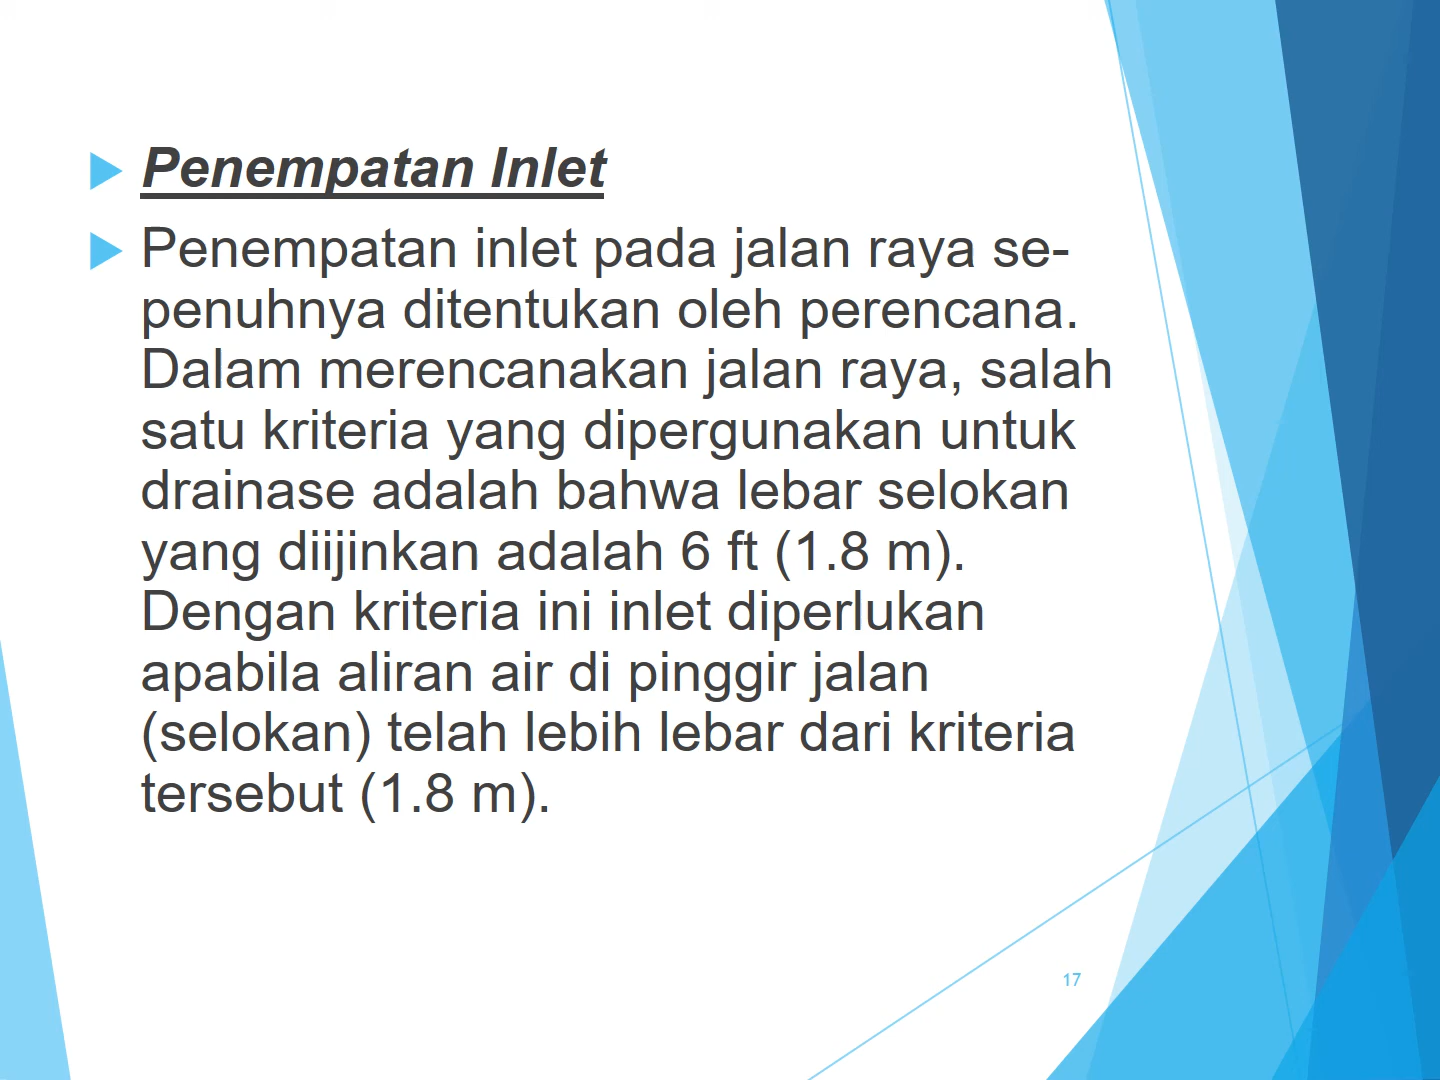 Penempatan Inlet
Penempatan inlet pada jalan raya se-
penuhnya ditentukan oleh perencana.
Dalam merencanakan jalan raya, salah
satu kriteria yang dipergunakan untuk
drainase adalah bahwa lebar selokan
yang diijinkan adalah 6 ft (1.8 m).
Dengan kriteria ini inlet diperlukan
apabila aliran air di pinggir jalan
(selokan) telah lebih lebar dari kriteria
tersebut (1.8 m).
17